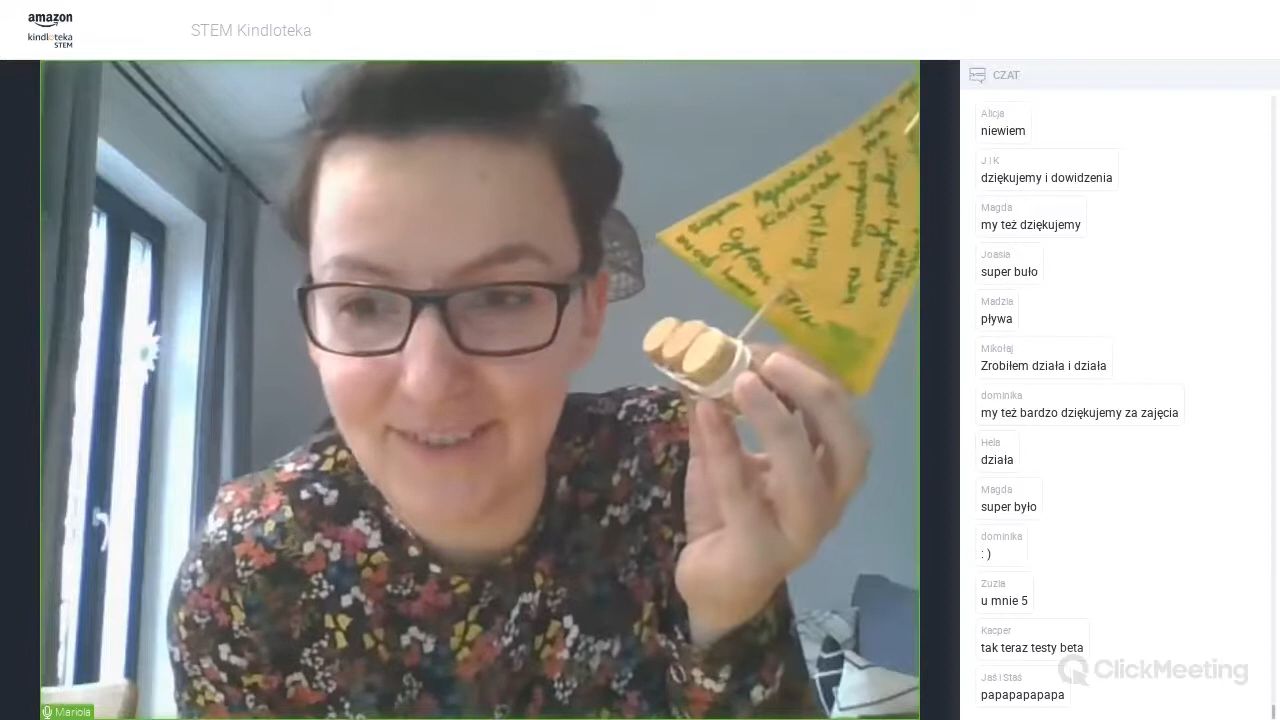 amazon
kindloteka
STEM
STEM Kindloteka
CZAT
Alicja
niewiem
J i K
dziękujemy i dowidzenia
Magda
my też dziękujemy
Joasia
super buło
Madzia
pływa
Mikołaj
Zrobiłem działa i działa
dominika
my też bardzo dziękujemy za zajęcia
Hela
działa
Magda
super było
dominika
: )
Zuzia
u mnie 5
Kacper
tak teraz testy beta
Jaś i Staś
papapapapapa
ClickMeeting
Mariola
Kindloteki